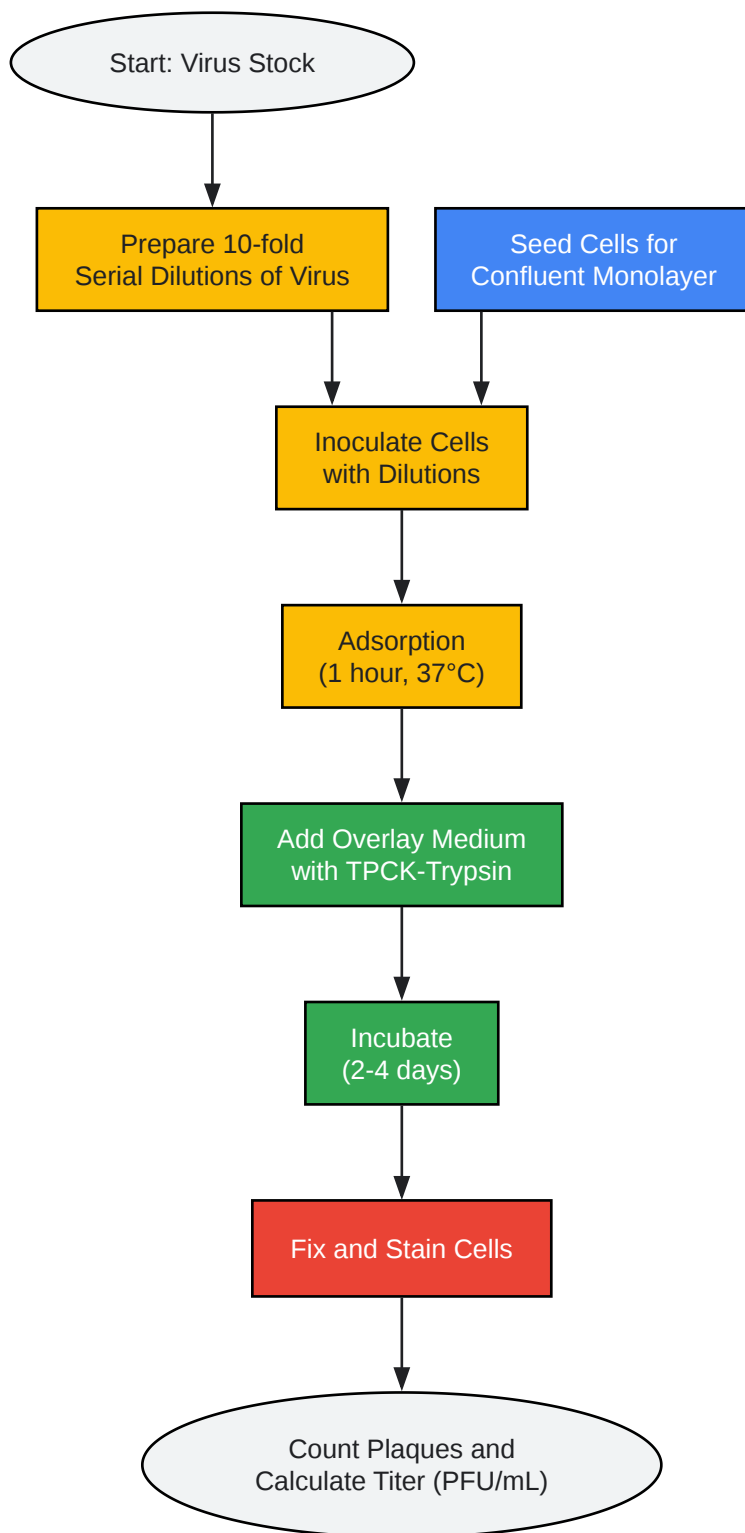 Start: Virus Stock
Prepare 10-fold
Serial Dilutions of Virus
Seed Cells for
Confluent Monolayer
Inoculate Cells
with Dilutions
Adsorption
(1 hour, 37°C)
Add Overlay Medium
with TPCK-Trypsin
Incubate
(2-4 days)
Fix and Stain Cells
Count Plaques and
Calculate Titer (PFU/mL)